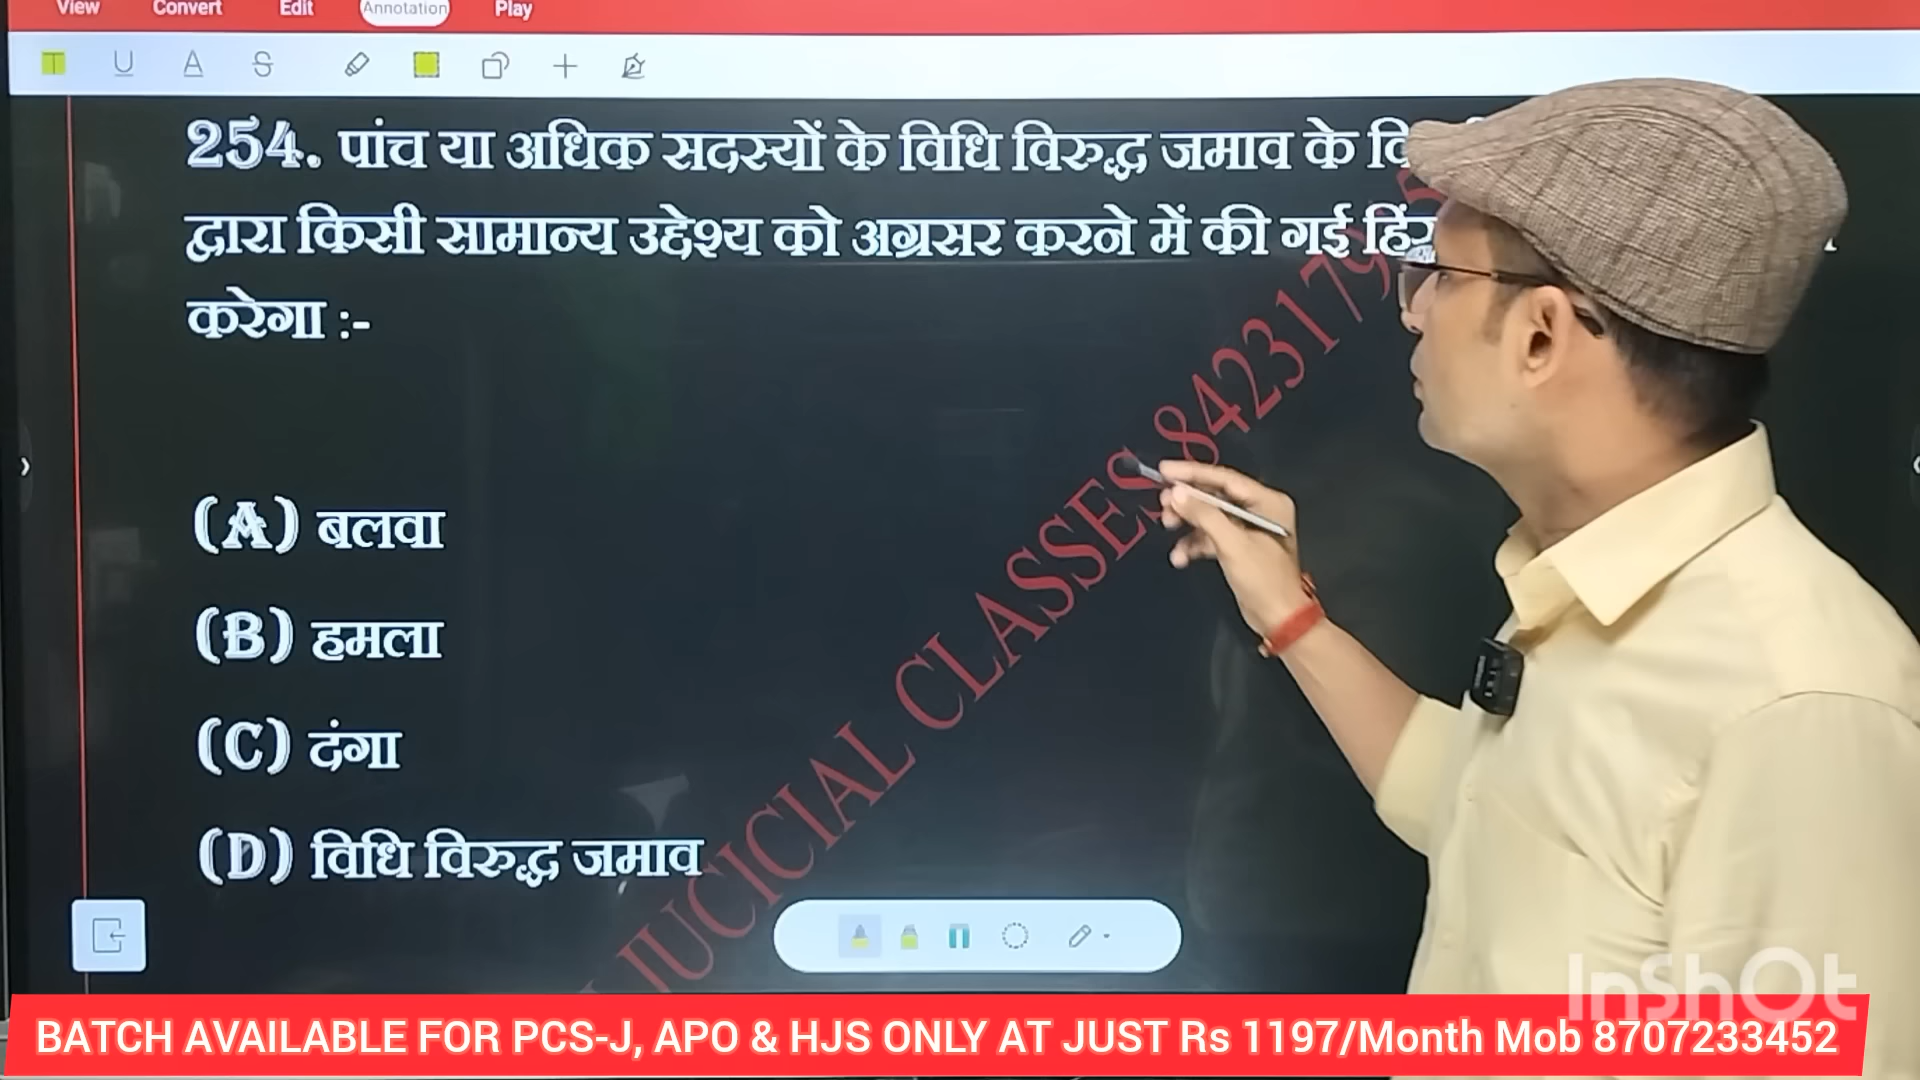 View Convert Edit Annotation Play
T U A S
254. पांच या अधिक सदस्यों के विधि विरुद्ध जमाव के
द्वारा किसी सामान्य उद्देश्य को अग्रसर करने में की गई
करेगा :-
(A) बलवा
(B) हमला
(C) दंगा
(D) विधि विरुद्ध जमाव
JUCICIAL CLASSES
InShOt
BATCH AVAILABLE FOR PCS-J, APO & HJS ONLY AT JUST Rs 1197/Month Mob 8707233452